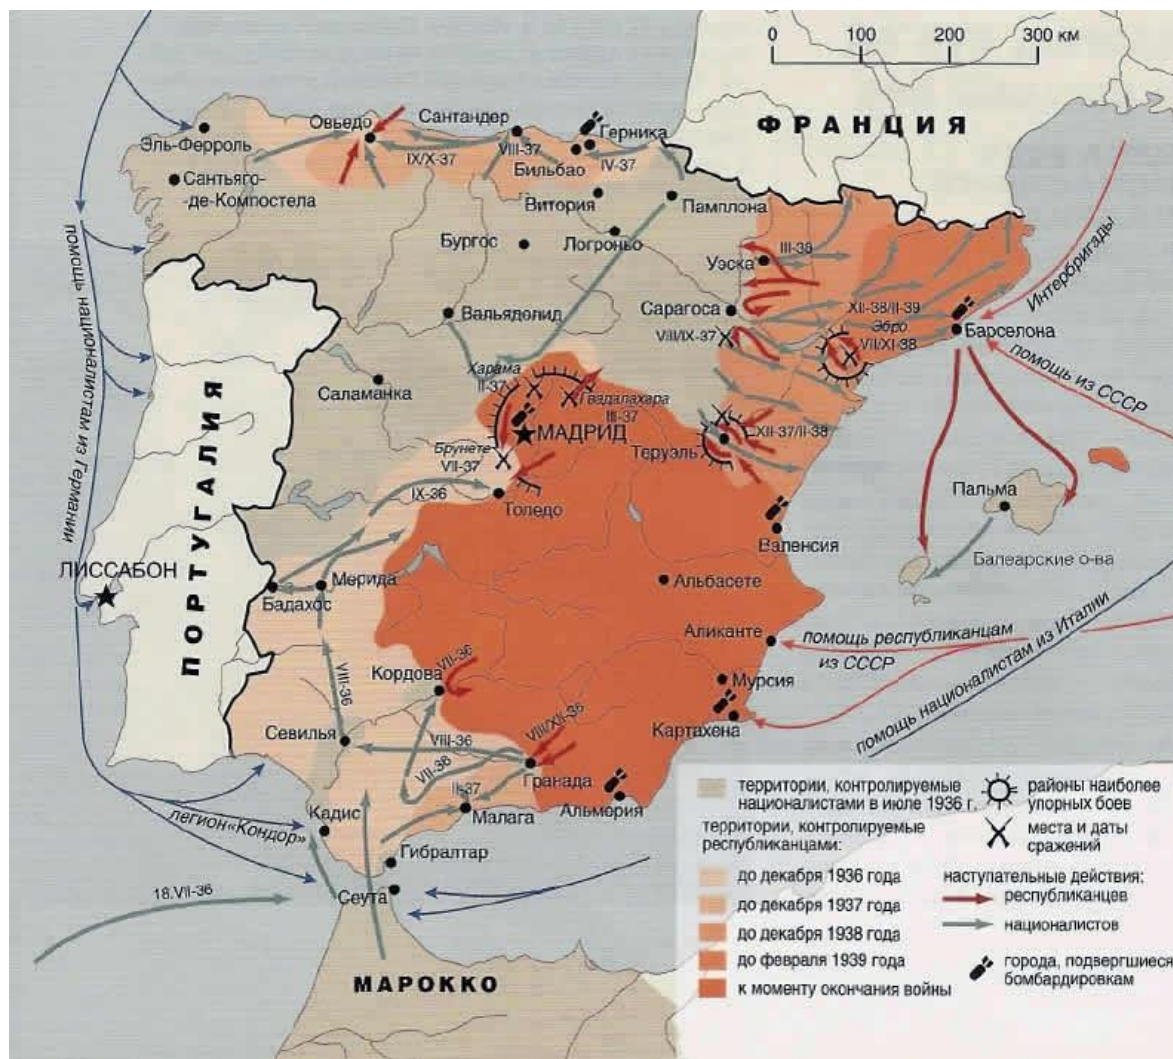 0 100 200 300 км
ФРАНЦИЯ
Овьедо
Сантандер
Герника
Эль-Ферроль
IX/X-37
VIII-37
Бильбао
IV-37
Сантьяго-
-де-Компостела
Витория
Памплона
Бургос
Логроньо
помощь националистам из Германии
Уэска
III-38
Интербригады
Сарагоса
XII-38/II-39
Вальядолид
VIII/IX-37
Эбро
VII/XI-38
Барселона
помощь из СССР
Харама
II-37
Саламанка
Гвадалахара
III-37
МАДРИД
Брунете
VII-37
Теруэль
XII-37/II-38
ПОРТУГАЛИЯ
IX-36
Толедо
Пальма
Валенсия
Балеарские о-ва
ЛИССАБОН
Бадахос
Мерида
Альбасете
Аликанте
помощь республиканцам
из СССР
помощь националистам из Италии
VIII-36
Кордова
VII-36
Мурсия
Картахена
Севилья
VIII-36
VIII/XII-36
VII-36
Гранада
II-37
Малага
Альмерия
Кадис
легион «Кондор»
Гибралтар
Сеута
18.VII-36
МАРОККО
территории, контролируемые
националистами в июле 1936 г.
территории, контролируемые
республиканцами:
до декабря 1936 года
до декабря 1937 года
до декабря 1938 года
до февраля 1939 года
к моменту окончания войны
районы наиболее
упорных боев
места и даты
сражений
наступательные действия:
республиканцев
националистов
города, подвергшиеся
бомбардировкам